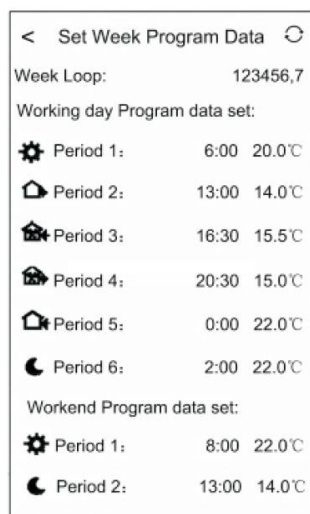 < Set Week Program Data
Week Loop: 123456,7
Working day Program data set:
Period 1: 6:00 20.0℃
Period 2: 13:00 14.0℃
Period 3: 16:30 15.5℃
Period 4: 20:30 15.0℃
Period 5: 0:00 22.0℃
Period 6: 2:00 22.0℃
Workend Program data set:
Period 1: 8:00 22.0℃
Period 2: 13:00 14.0℃